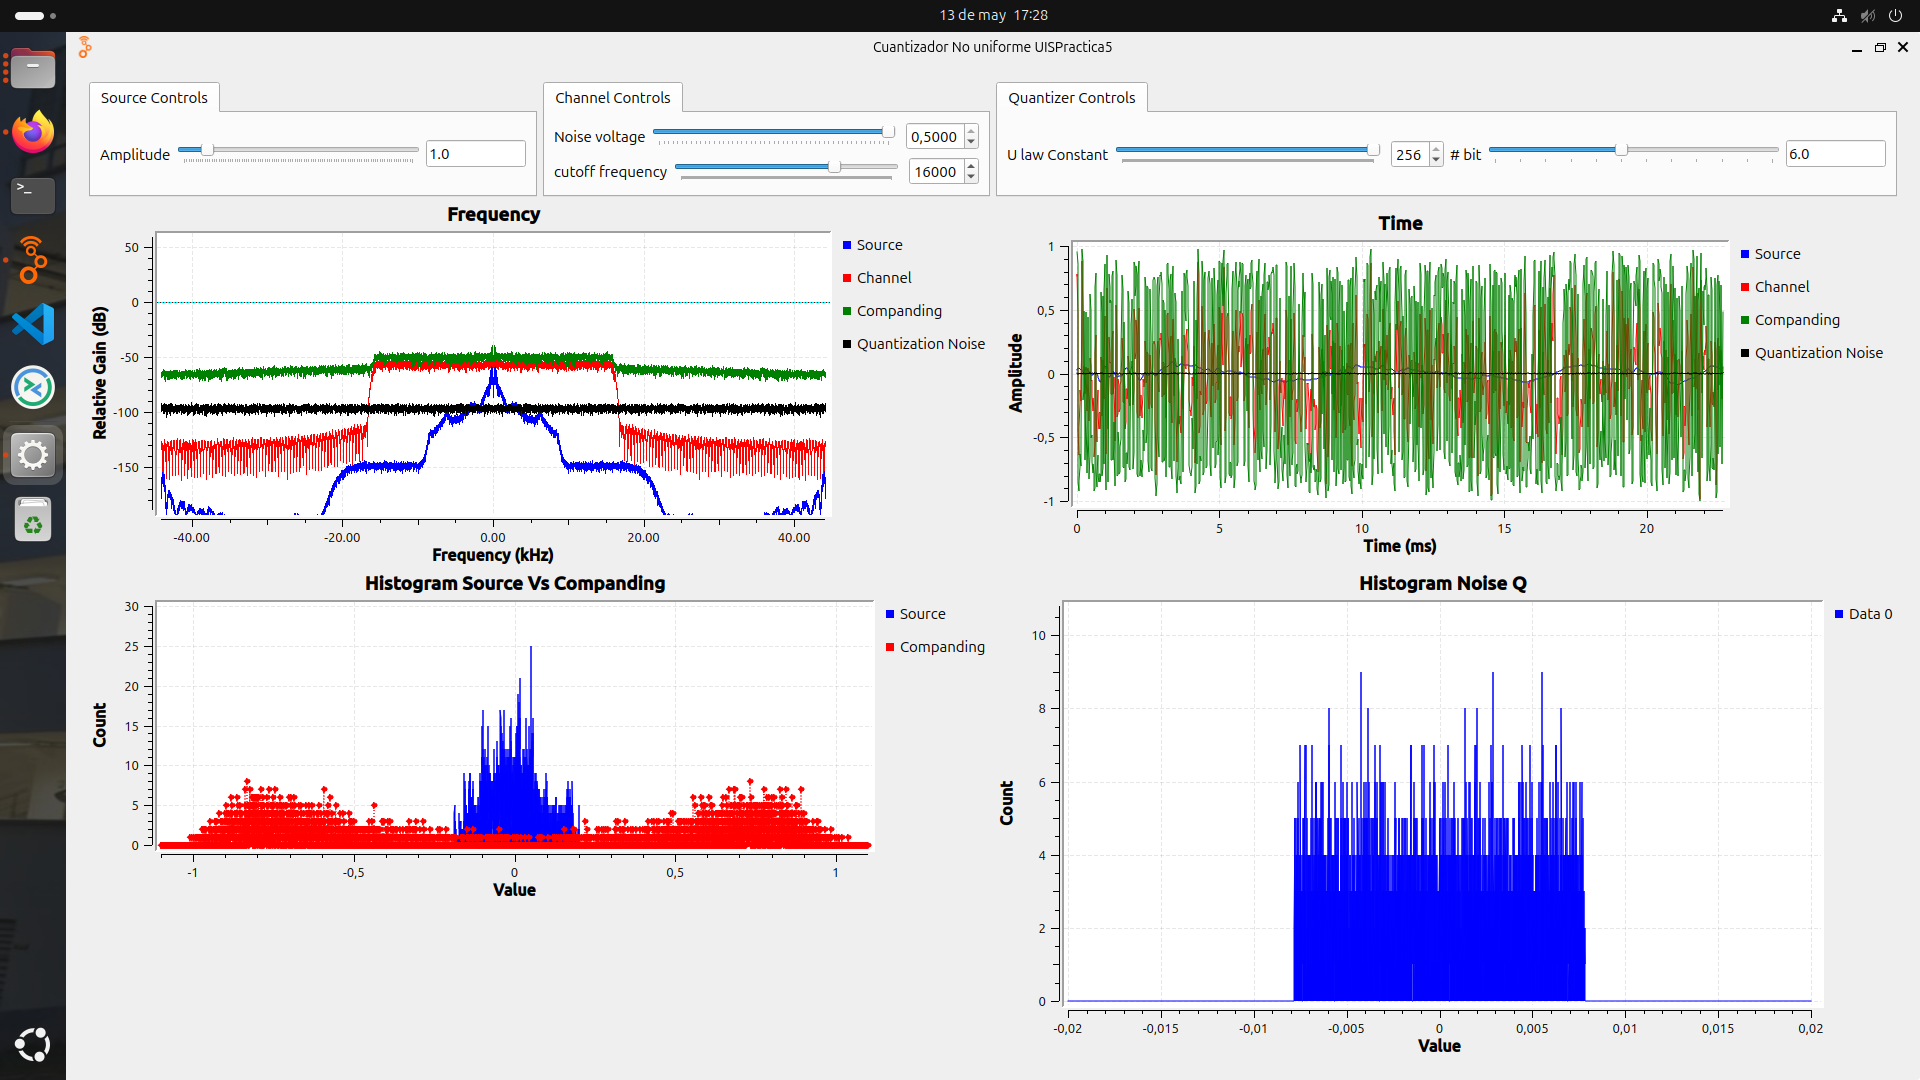 13 de may 17:28
Cuantizador No uniforme UISPractica5
Source Controls
Amplitude 1.0
Channel Controls
Noise voltage 0,5000
cutoff frequency 16000
Quantizer Controls
U law Constant 256 # bit 6.0
Frequency
Relative Gain (dB)
50
0
-50
-100
-150
-40.00 -20.00 0.00 20.00 40.00
Frequency (kHz)
Source
Channel
Companding
Quantization Noise
Time
Amplitude
1
0,5
0
-0,5
-1
0 5 10 15 20
Time (ms)
Source
Channel
Companding
Quantization Noise
Histogram Source Vs Companding
Count
30
25
20
15
10
5
0
-1 -0,5 0 0,5 1
Value
Source
Companding
Histogram Noise Q
Count
10
8
6
4
2
0
-0,02 -0,015 -0,01 -0,005 0 0,005 0,01 0,015 0,02
Value
Data 0